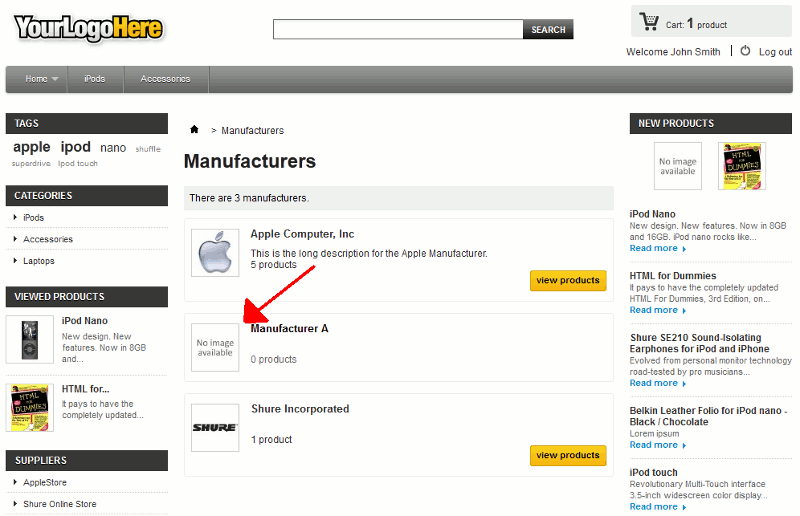 YourLogoHere
SEARCH
Cart: 1 product
Welcome John Smith
Log out
Home
iPods
Accessories
TAGS
apple ipod nano shuffle
superdrive Ipod touch
CATEGORIES
iPods
Accessories
Laptops
VIEWED PRODUCTS
iPod Nano
New design. New
features. Now in 8GB
and...
HTML FOR DUMMIES
HTML for...
It pays to have the
completely updated...
SUPPLIERS
AppleStore
Shure Online Store
> Manufacturers
Manufacturers
There are 3 manufacturers.
Apple Computer, Inc
This is the long description for the Apple Manufacturer.
5 products
view products
No image
available
Manufacturer A
0 products
SHURE
Shure Incorporated
1 product
view products
NEW PRODUCTS
No image
available
HTML FOR DUMMIES
iPod Nano
New design. New features. Now in 8GB
and 16GB. iPod nano rocks like...
Read more
HTML for Dummies
It pays to have the completely updated
HTML For Dummies, 3rd Edition, on...
Read more
Shure SE210 Sound-Isolating
Earphones for iPod and iPhone
Evolved from personal monitor technology
road-tested by pro musicians...
Read more
Belkin Leather Folio for iPod nano -
Black / Chocolate
Lorem ipsum
Read more
iPod touch
Revolutionary Multi-Touch interface
3.5-inch widescreen color display...
Read more